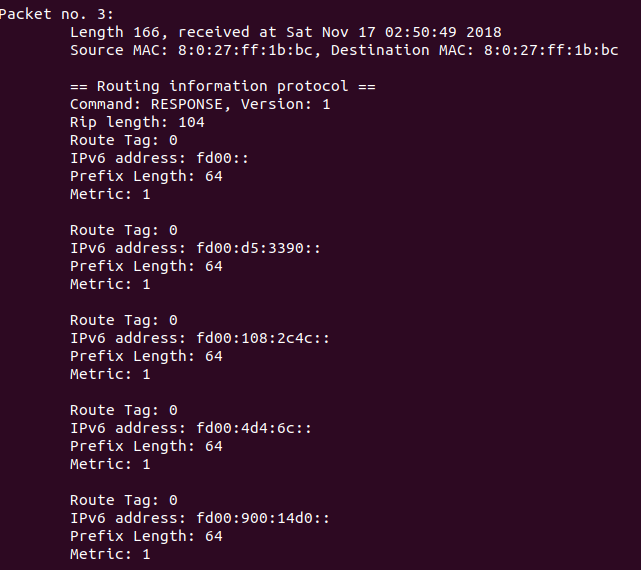 Packet no. 3:
Length 166, received at Sat Nov 17 02:50:49 2018
Source MAC: 8:0:27:ff:1b:bc, Destination MAC: 8:0:27:ff:1b:bc
== Routing information protocol ==
Command: RESPONSE, Version: 1
Rip length: 104
Route Tag: 0
IPv6 address: fd00::
Prefix Length: 64
Metric: 1
Route Tag: 0
IPv6 address: fd00:d5:3390::
Prefix Length: 64
Metric: 1
Route Tag: 0
IPv6 address: fd00:108:2c4c::
Prefix Length: 64
Metric: 1
Route Tag: 0
IPv6 address: fd00:4d4:6c::
Prefix Length: 64
Metric: 1
Route Tag: 0
IPv6 address: fd00:900:14d0::
Prefix Length: 64
Metric: 1